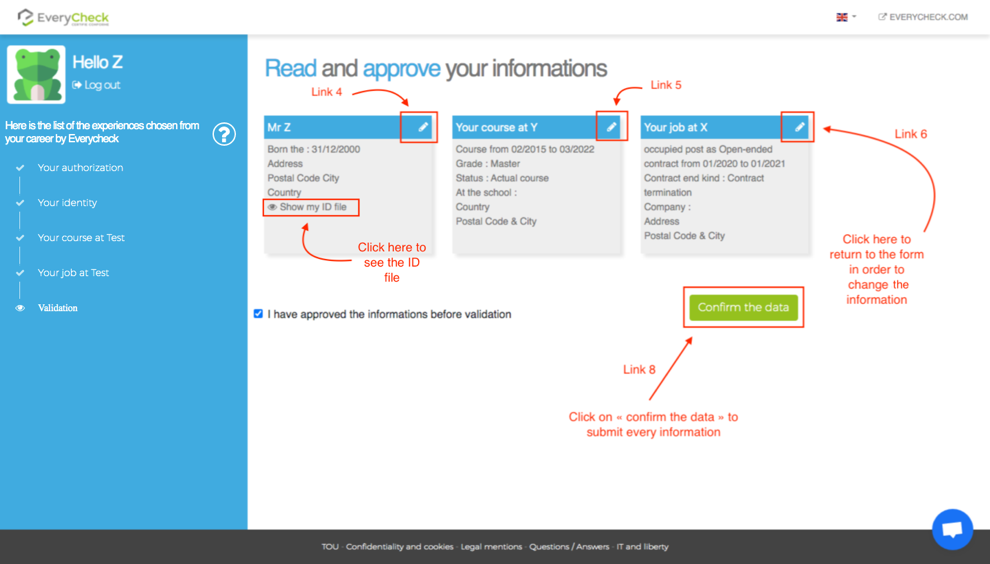 EveryCheck
EVERYCHECK.COM
Hello Z
Log out
Here is the list of the experiences chosen from
your career by Everycheck
?
Your authorization
Your identity
Your course at Test
Your job at Test
Validation
Read and approve your informations
Link 4
Link 5
Link 6
Mr Z
Born the : 31/12/2000
Address
Postal Code City
Country
Show my ID file
Click here to
see the ID
file
Your course at Y
Course from 02/2015 to 03/2022
Grade : Master
Status : Actual course
At the school :
Country
Postal Code & City
Your job at X
occupied post as Open-ended
contract from 01/2020 to 01/2021
Contract end kind : Contract
termination
Company :
Address
Postal Code & City
Click here to
return to the form
in order to
change the
information
I have approved the informations before validation
Confirm the data
Link 8
Click on « confirm the data » to
submit every information
TOU · Confidentiality and cookies · Legal mentions · Questions / Answers · IT and liberty